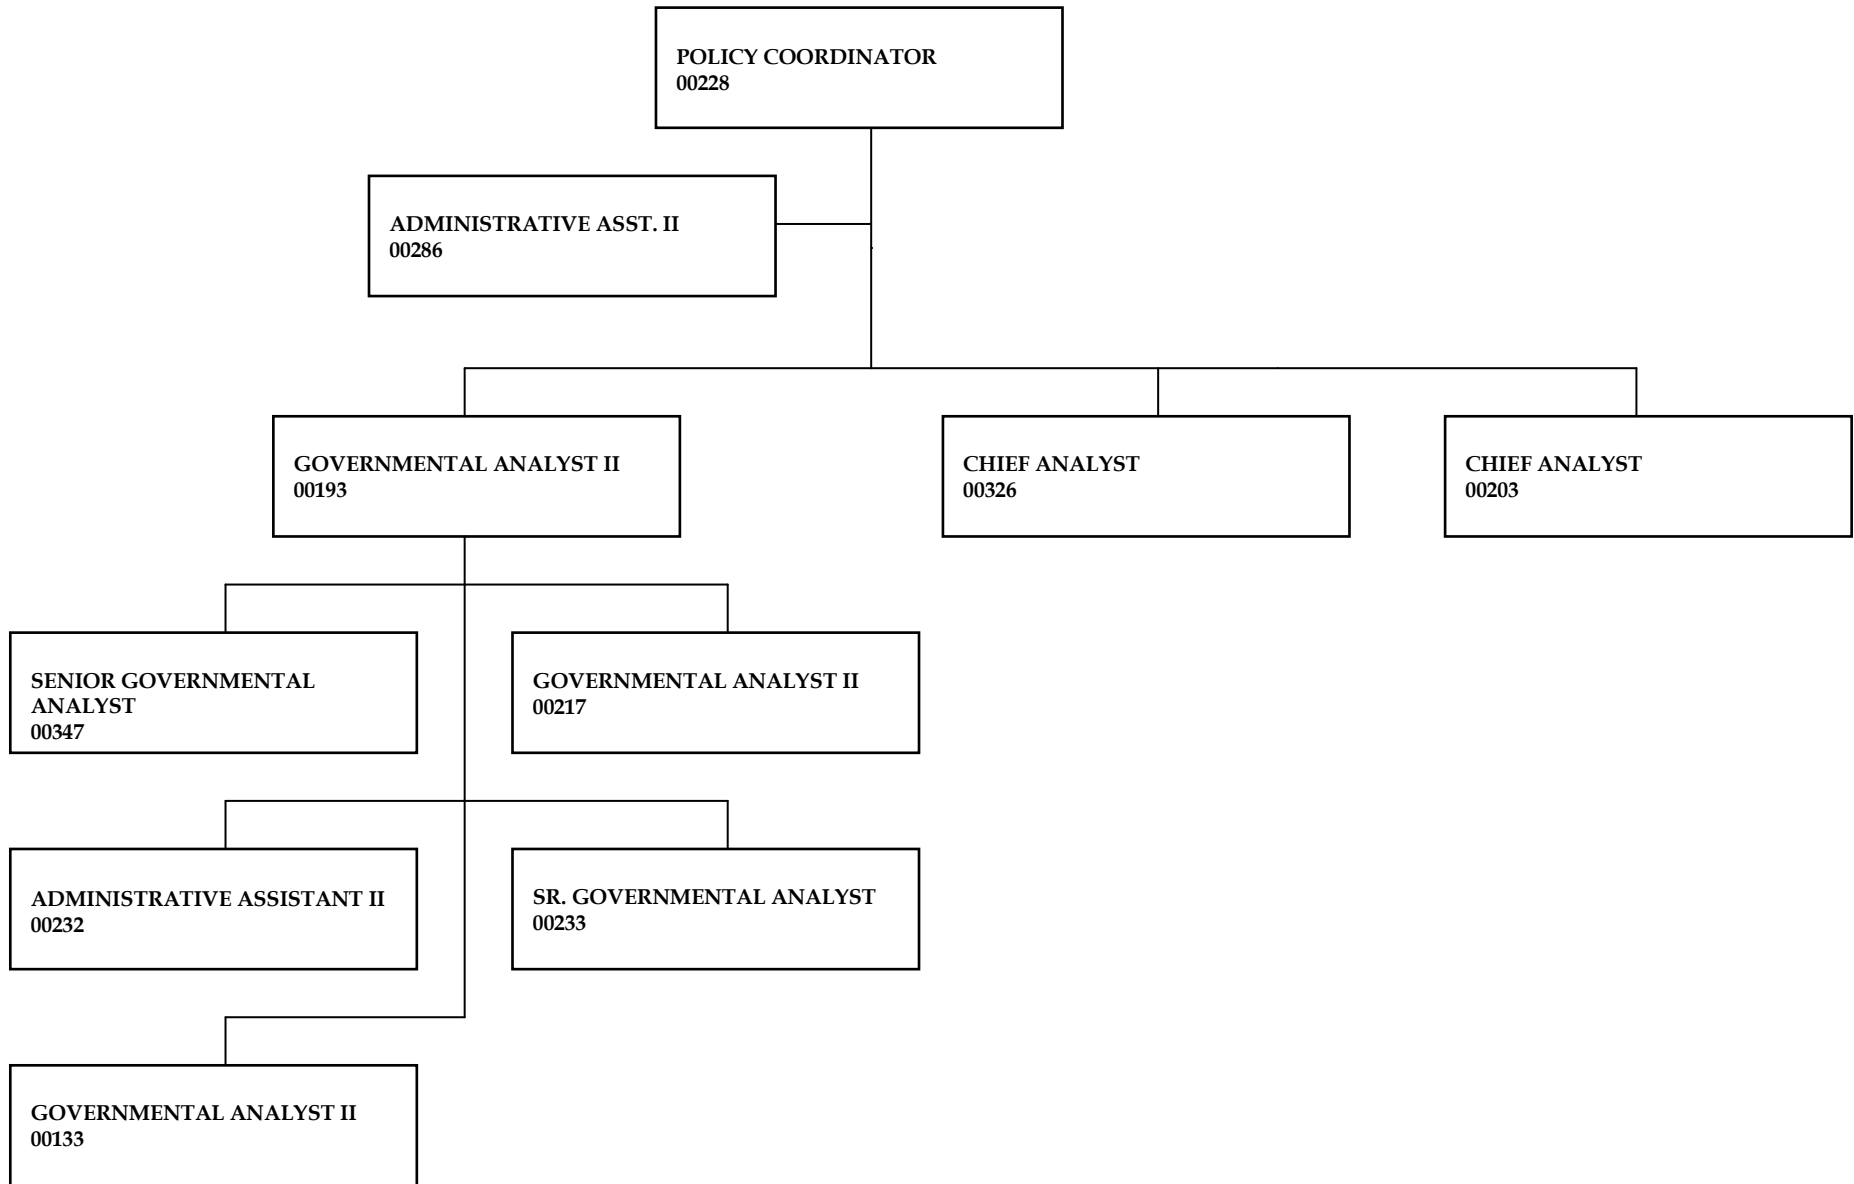 POLICY COORDINATOR
00228
ADMINISTRATIVE ASST. II
00286
GOVERNMENTAL ANALYST II
00193
CHIEF ANALYST
00326
CHIEF ANALYST
00203
SENIOR GOVERNMENTAL
ANALYST
00347
GOVERNMENTAL ANALYST II
00217
ADMINISTRATIVE ASSISTANT II
00232
SR. GOVERNMENTAL ANALYST
00233
GOVERNMENTAL ANALYST II
00133